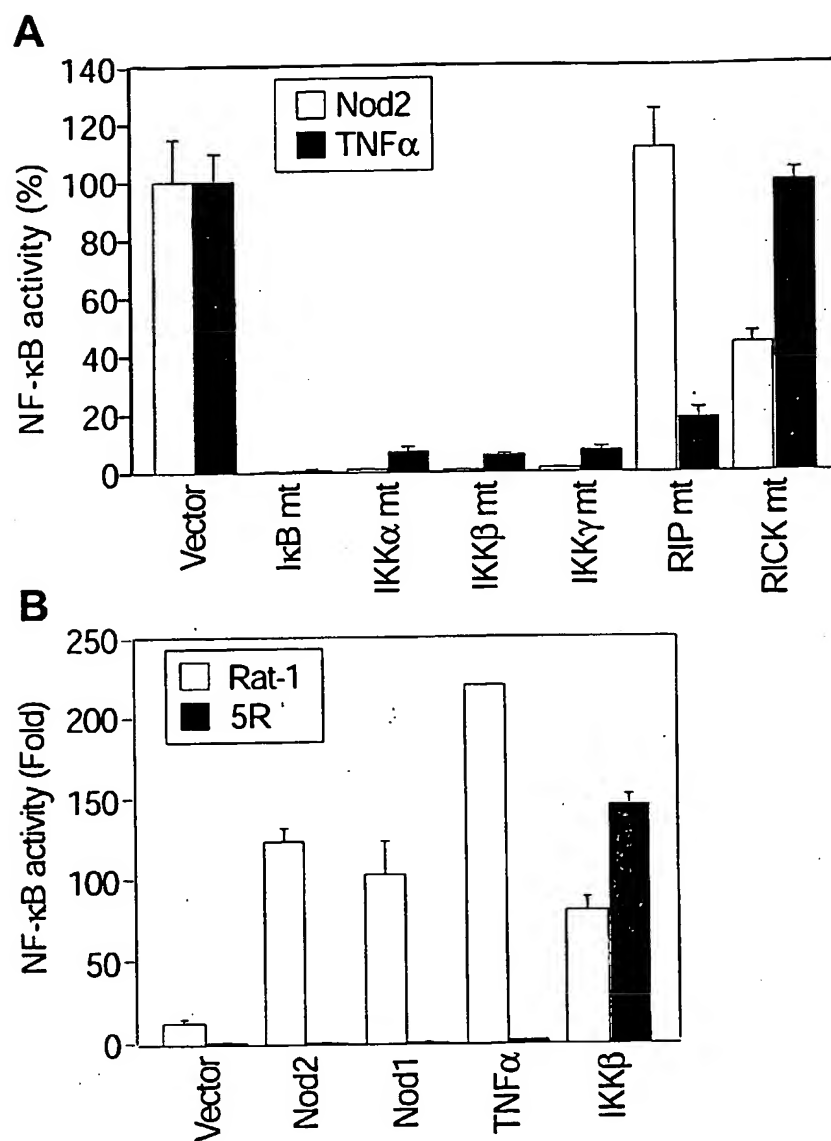 A
NF-κB activity (%)
140
120
100
80
60
40
20
0
Nod2
TNFα
Vector
IκB mt
IKKα mt
IKKβ mt
IKKγ mt
RIP mt
RICK mt
B
NF-κB activity (Fold)
250
200
150
100
50
0
Rat-1
5R
Vector
Nod2
Nod1
TNFα
IKKβ